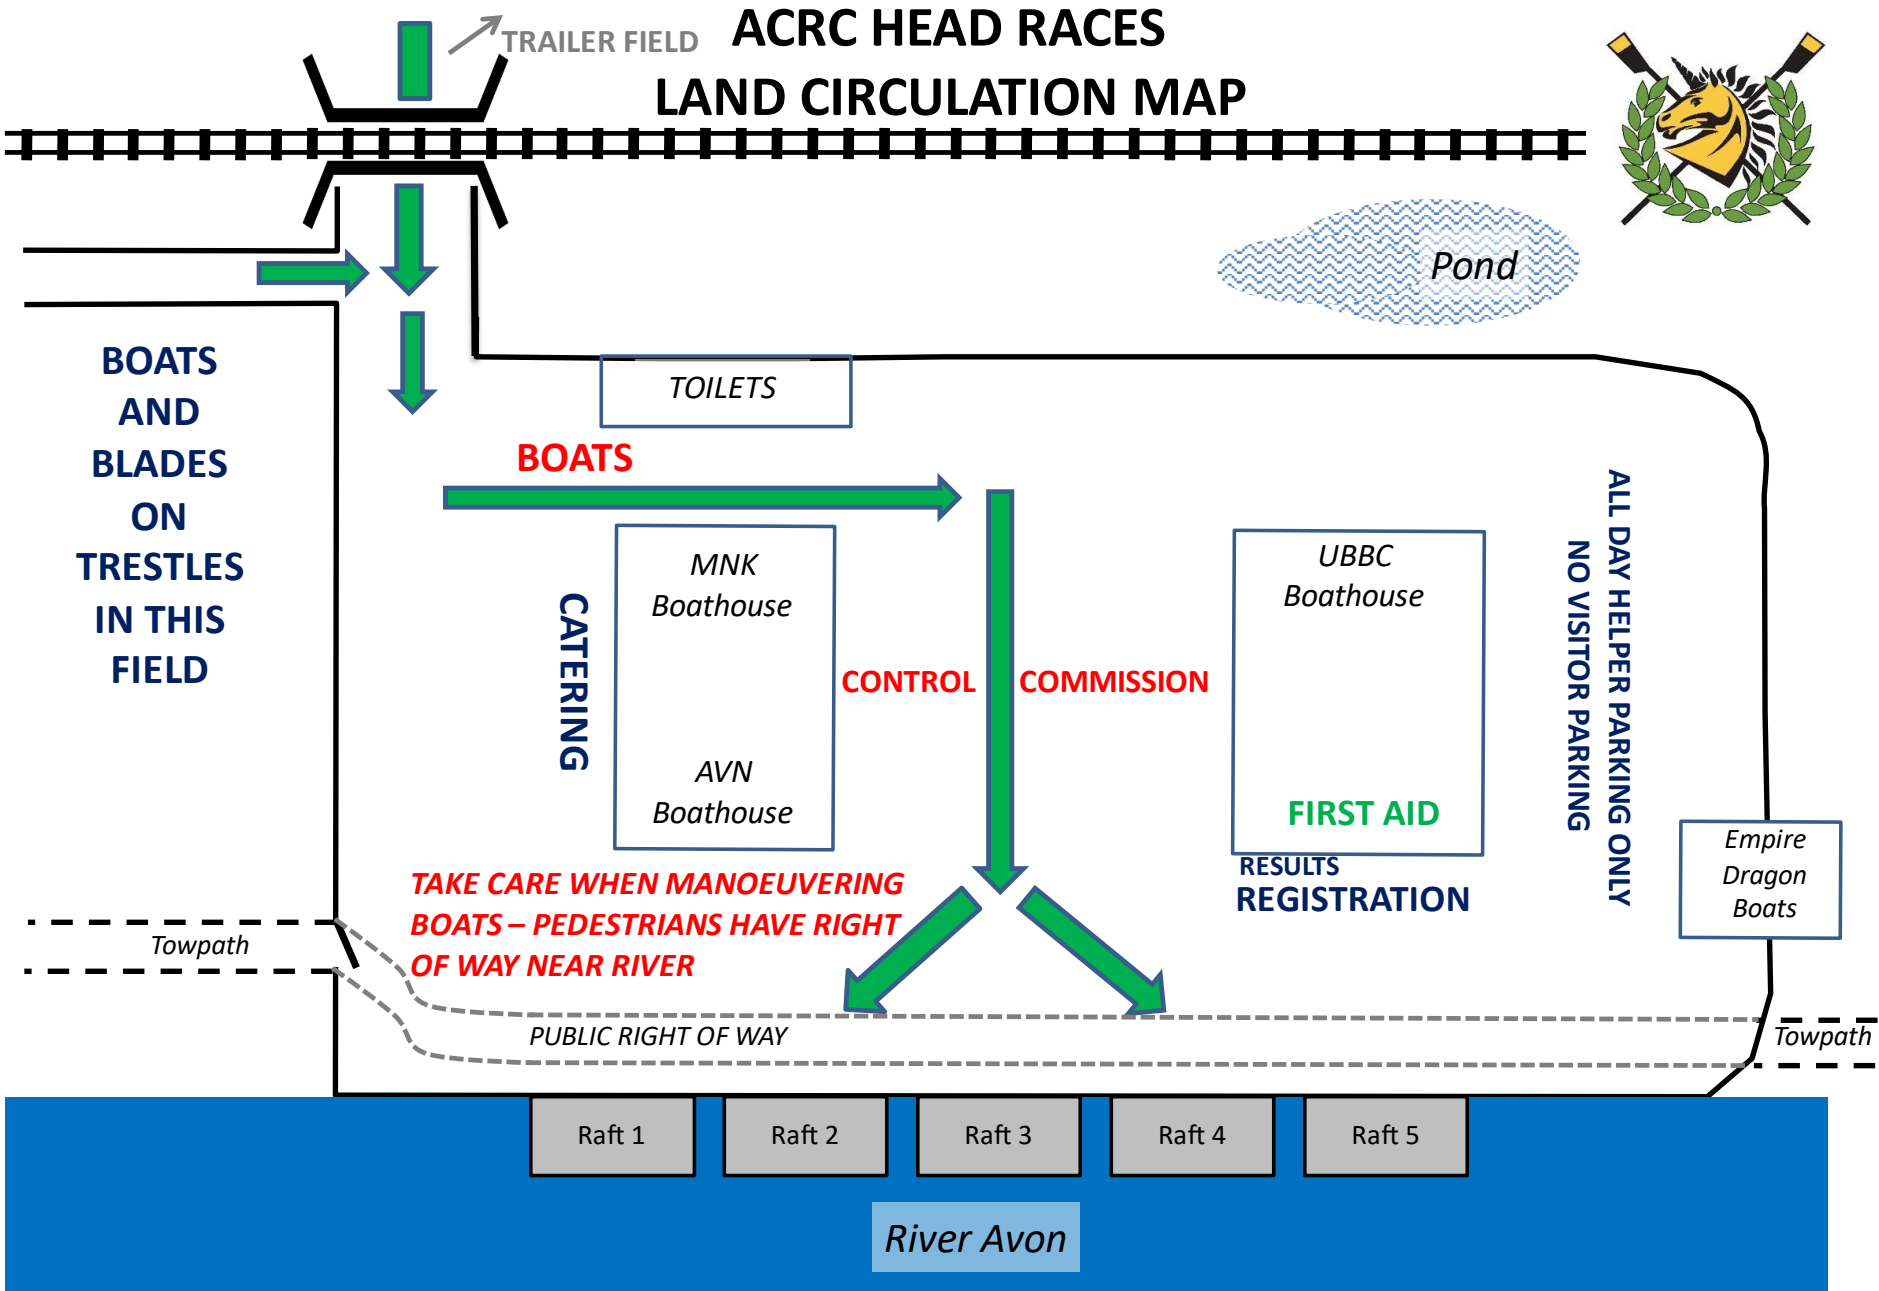 ACRC HEAD RACES
LAND CIRCULATION MAP
TRAILER FIELD
Pond
BOATS
AND
BLADES
ON
TRESTLES
IN THIS
FIELD
TOILETS
BOATS
MNK
Boathouse
AVN
Boathouse
CATERING
CONTROL
COMMISSION
UBBC
Boathouse
FIRST AID
RESULTS
REGISTRATION
ALL DAY HELPER PARKING ONLY
NO VISITOR PARKING
Empire
Dragon
Boats
TAKE CARE WHEN MANOEUVERING
BOATS – PEDESTRIANS HAVE RIGHT
OF WAY NEAR RIVER
Towpath
PUBLIC RIGHT OF WAY
Towpath
Raft 1
Raft 2
Raft 3
Raft 4
Raft 5
River Avon